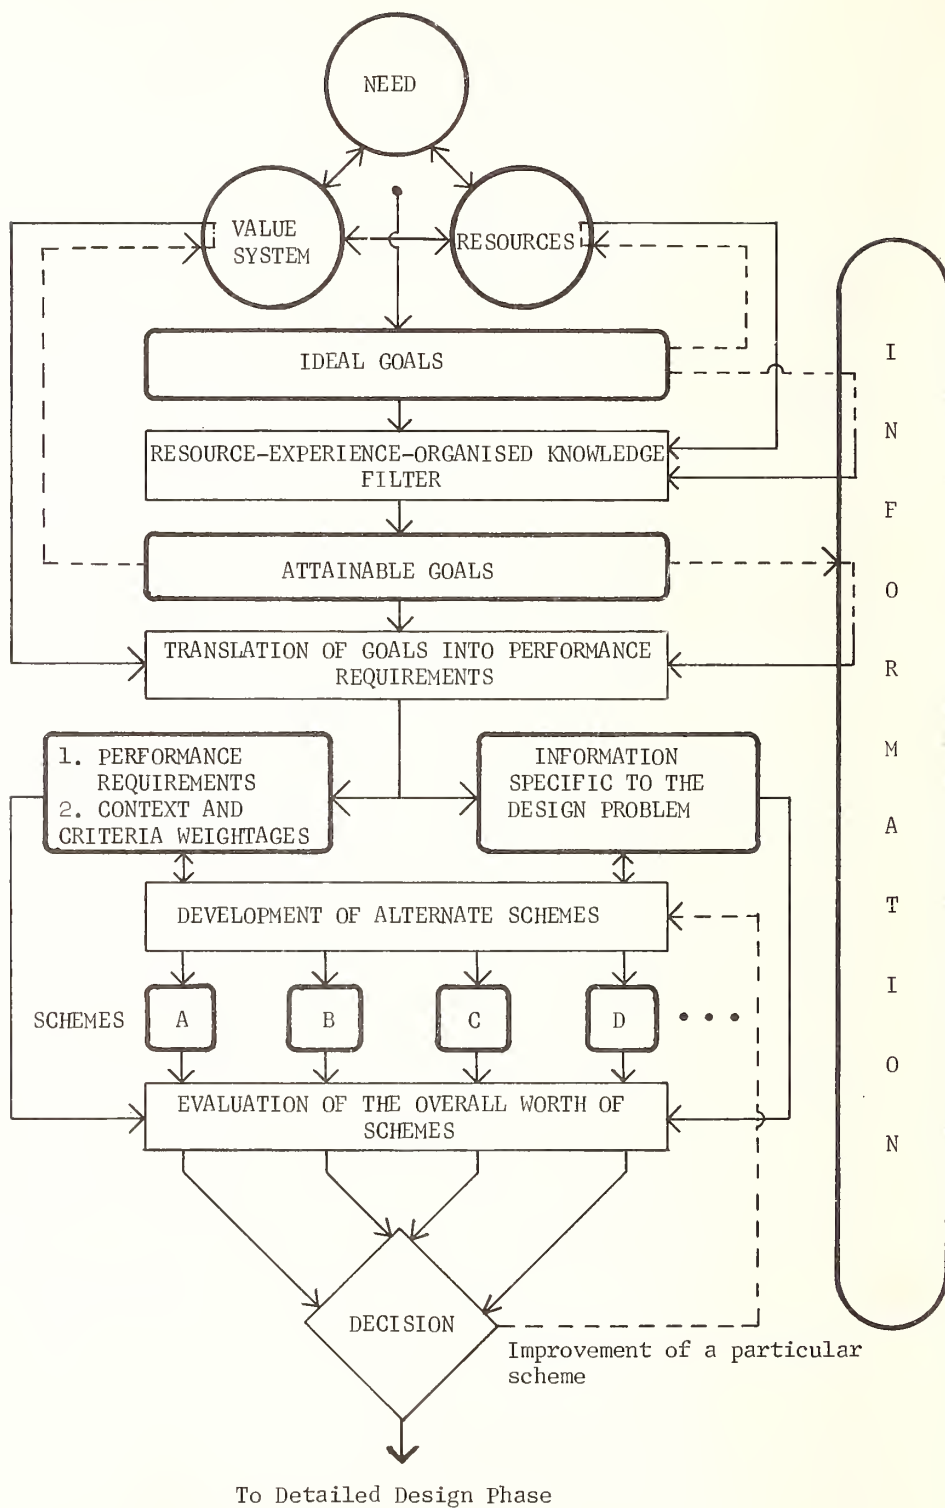 NEED
VALUE
SYSTEM
RESOURCES
IDEAL GOALS
RESOURCE-EXPERIENCE-ORGANISED KNOWLEDGE
FILTER
ATTAINABLE GOALS
TRANSLATION OF GOALS INTO PERFORMANCE
REQUIREMENTS
1. PERFORMANCE
REQUIREMENTS
2. CONTEXT AND
CRITERIA WEIGHTAGES
INFORMATION
SPECIFIC TO THE
DESIGN PROBLEM
DEVELOPMENT OF ALTERNATE SCHEMES
SCHEMES A B C D • • •
EVALUATION OF THE OVERALL WORTH OF
SCHEMES
DECISION
Improvement of a particular
scheme
To Detailed Design Phase
I
N
F
O
R
M
A
T
I
O
N